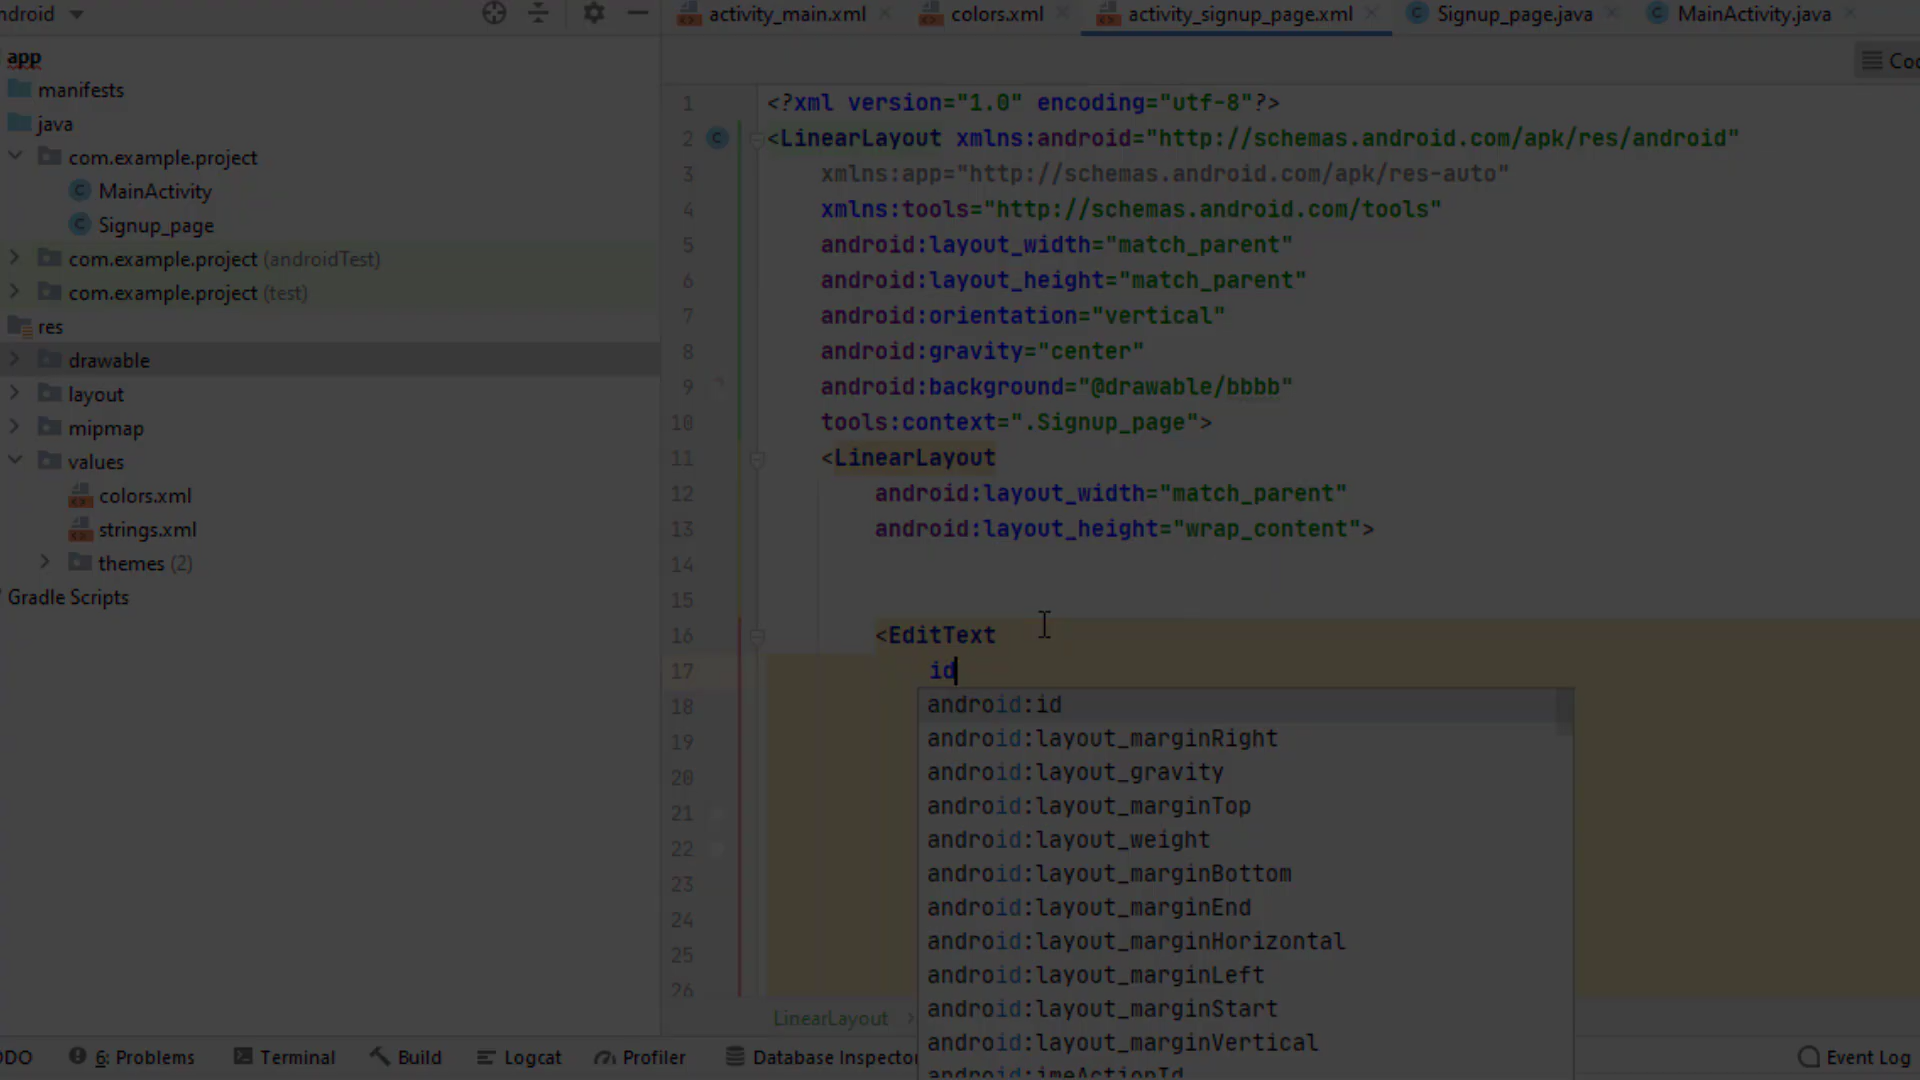 ndroid
activity_main.xml
colors.xml
activity_signup_page.xml
Signup_page.java
MainActivity.java
app
manifests
java
com.example.project
MainActivity
Signup_page
com.example.project (androidTest)
com.example.project (test)
res
drawable
layout
mipmap
values
colors.xml
strings.xml
themes (2)
Gradle Scripts
Coo
1 <?xml version="1.0" encoding="utf-8"?>
2 <LinearLayout xmlns:android="http://schemas.android.com/apk/res/android"
3 xmlns:app="http://schemas.android.com/apk/res-auto"
4 xmlns:tools="http://schemas.android.com/tools"
5 android:layout_width="match_parent"
6 android:layout_height="match_parent"
7 android:orientation="vertical"
8 android:gravity="center"
9 android:background="@drawable/bbbb"
10 tools:context=".Signup_page">
11 <LinearLayout
12 android:layout_width="match_parent"
13 android:layout_height="wrap_content">
14
15
16 <EditText
17 id
18 android:id
19 android:layout_marginRight
20 android:layout_gravity
21 android:layout_marginTop
22 android:layout_weight
23 android:layout_marginBottom
24 android:layout_marginEnd
25 android:layout_marginHorizontal
26 android:layout_marginLeft
android:layout_marginStart
android:layout_marginVertical
android:imeActionId
LinearLayout
ODO
6: Problems
Terminal
Build
Logcat
Profiler
Database Inspector
Event Log